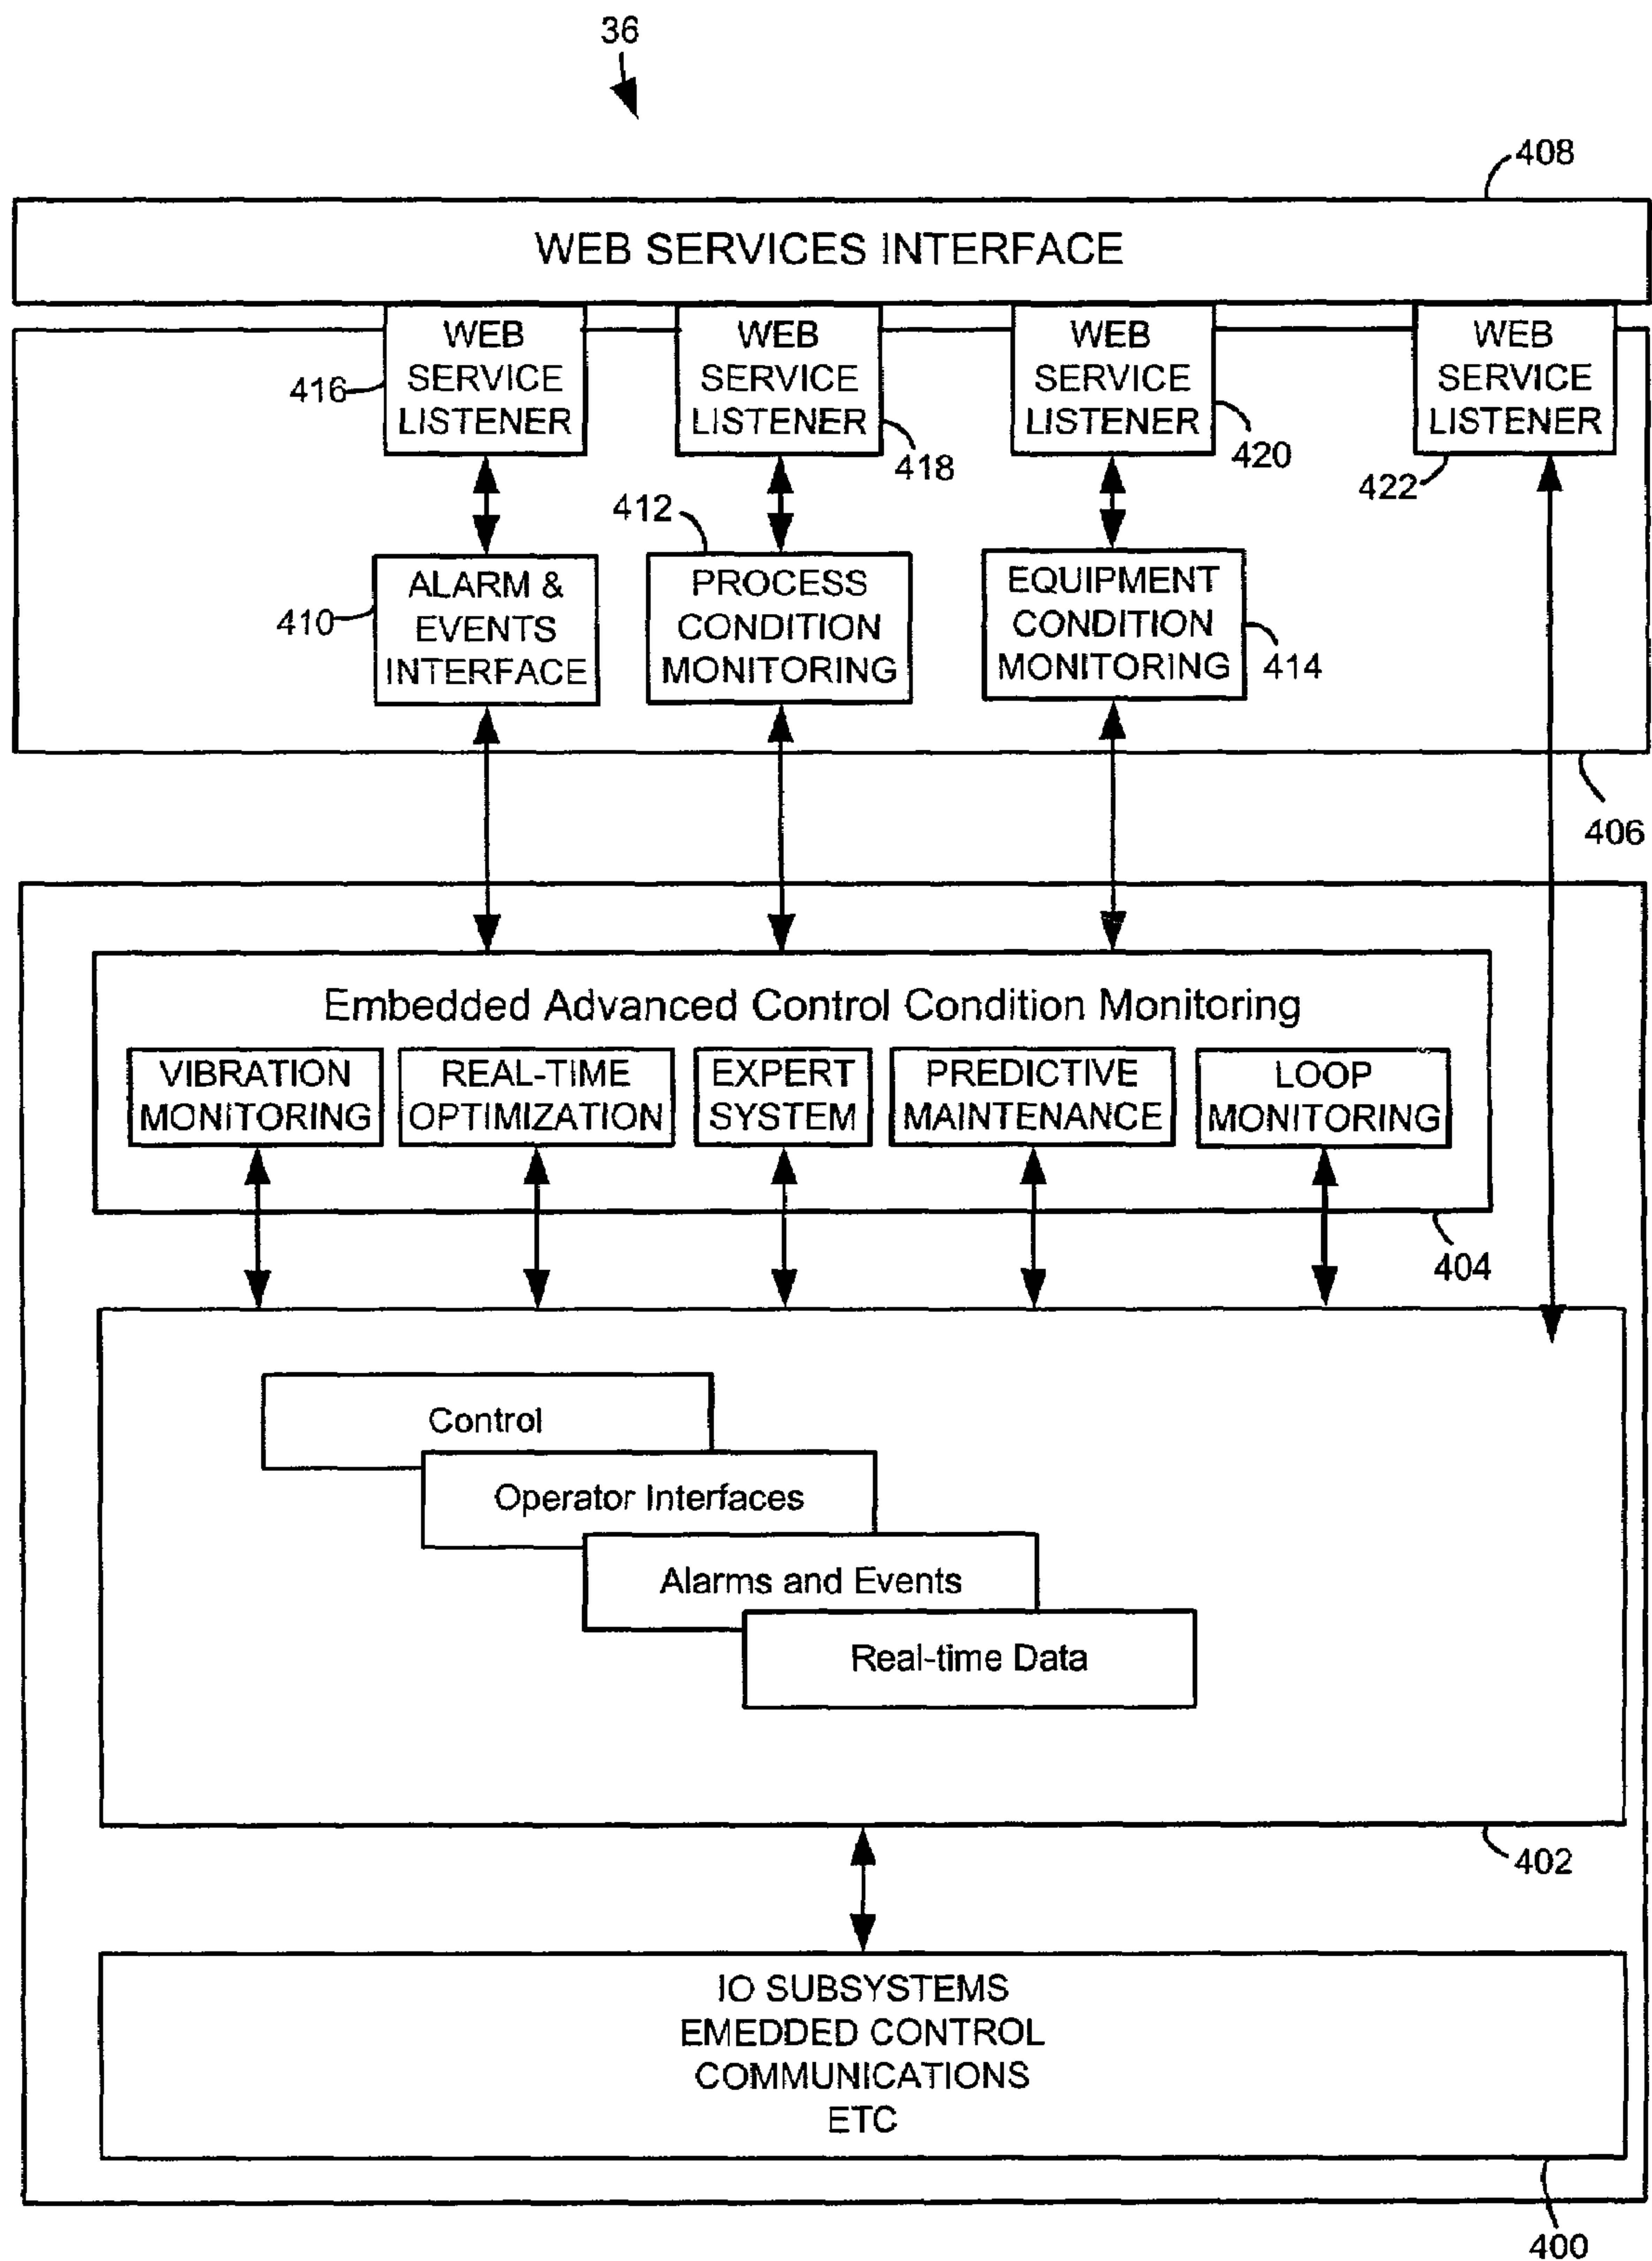 36
408
WEB SERVICES INTERFACE
WEB
SERVICE
LISTENER
416
WEB
SERVICE
LISTENER
418
WEB
SERVICE
LISTENER
420
WEB
SERVICE
LISTENER
422
410
ALARM &
EVENTS
INTERFACE
412
PROCESS
CONDITION
MONITORING
EQUIPMENT
CONDITION
MONITORING
414
406
Embedded Advanced Control Condition Monitoring
VIBRATION
MONITORING
REAL-TIME
OPTIMIZATION
EXPERT
SYSTEM
PREDICTIVE
MAINTENANCE
LOOP
MONITORING
404
Control
Operator Interfaces
Alarms and Events
Real-time Data
402
IO SUBSYSTEMS
EMEDDED CONTROL
COMMUNICATIONS
ETC
400